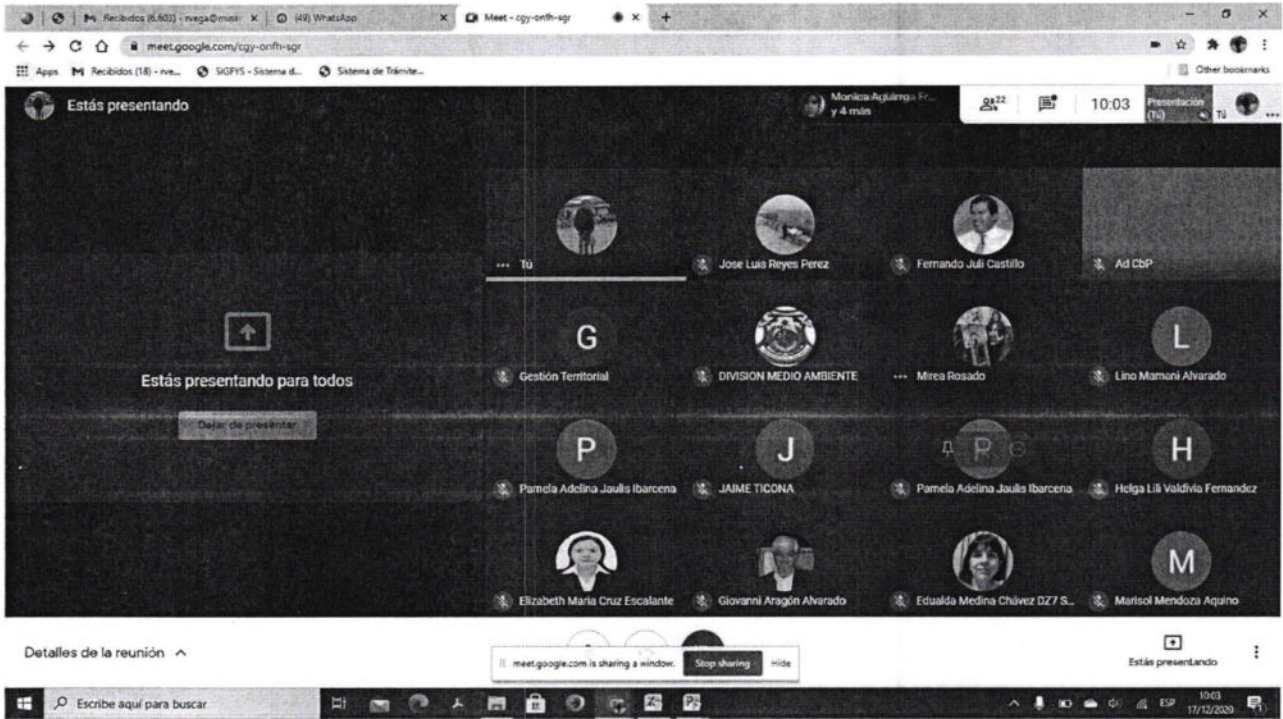 Recibidos (6,603) - rvega@minsa
(49) WhatsApp
Meet - cgy-onfh-sgr
meet.google.com/cgy-onfh-sgr
Apps
Recibidos (18) - rve...
SIGFYS - Sistema d...
Sistema de Trámite...
Other bookmarks
Estás presentando
y 4 más
22
10:03
Presentación
(Tú)
Tú
Tú
Jose Luis Reyes Perez
Fernando Juli Castillo
Ad CbP
Estás presentando para todos
Dejar de presentar
G
Gestión Territorial
DIVISION MEDIO AMBIENTE
Mirea Rosado
L
Lino Mamani Alvarado
P
Pamela Adelina Jaulis Ibarcena
J
JAIME TICONA
P
Pamela Adelina Jaulis Ibarcena
H
Helga Lili Valdivia Fernandez
Elizabeth Maria Cruz Escalante
Giovanni Aragón Alvarado
Edualda Medina Chávez DZ7 S...
M
Marisol Mendoza Aquino
Detalles de la reunión
meet.google.com is sharing a window.
Stop sharing
Hide
Estás presentando
Escribe aquí para buscar
ESP
10:03
17/12/2020